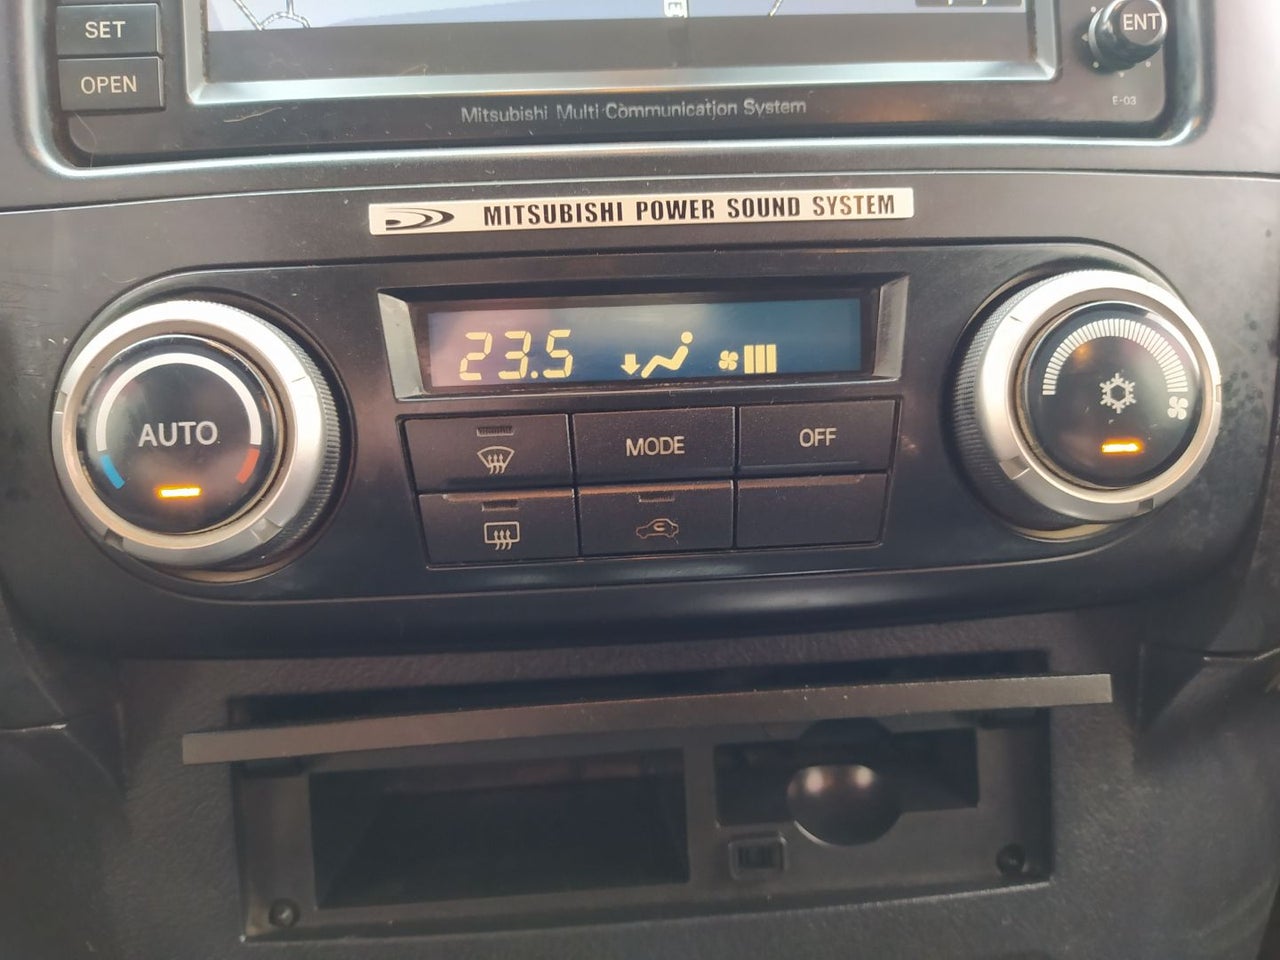 SET
ENT
OPEN
E-03
Mitsubishi Multi Communication System
MITSUBISHI POWER SOUND SYSTEM
23.5
AUTO
MODE
OFF